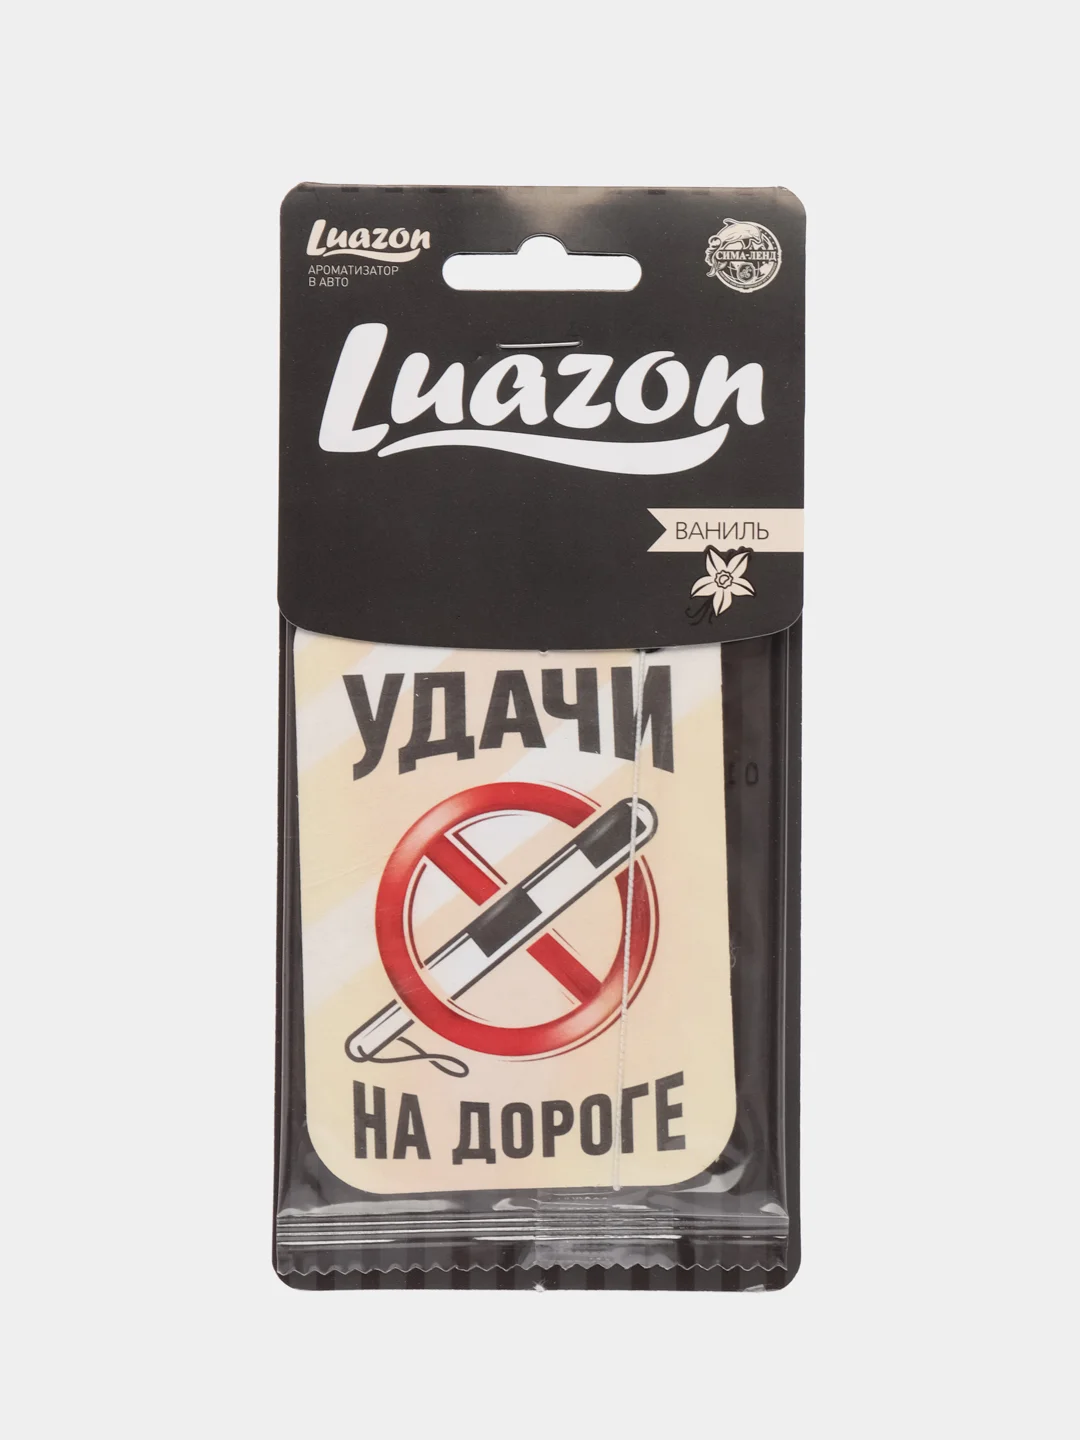 Luazon
АРОМАТИЗАТОР
В АВТО
СИМА-ЛЕНД
Luazon
ВАНИЛЬ
УДАЧИ
НА ДОРОГЕ